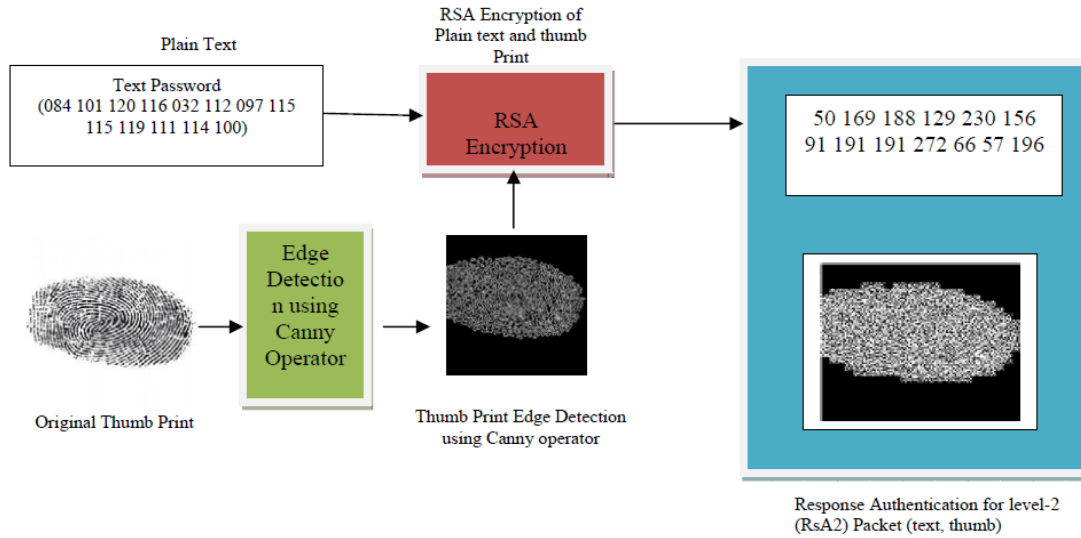 Plain Text
Text Password
(084 101 120 116 032 112 097 115
115 119 111 114 100)
RSA Encryption of
Plain text and thumb
Print
RSA
Encryption
50 169 188 129 230 156
91 191 191 272 66 57 196
Edge
Detectio
n using
Canny
Operator
Original Thumb Print
Thumb Print Edge Detection
using Canny operator
Response Authentication for level-2
(RsA2) Packet (text, thumb)